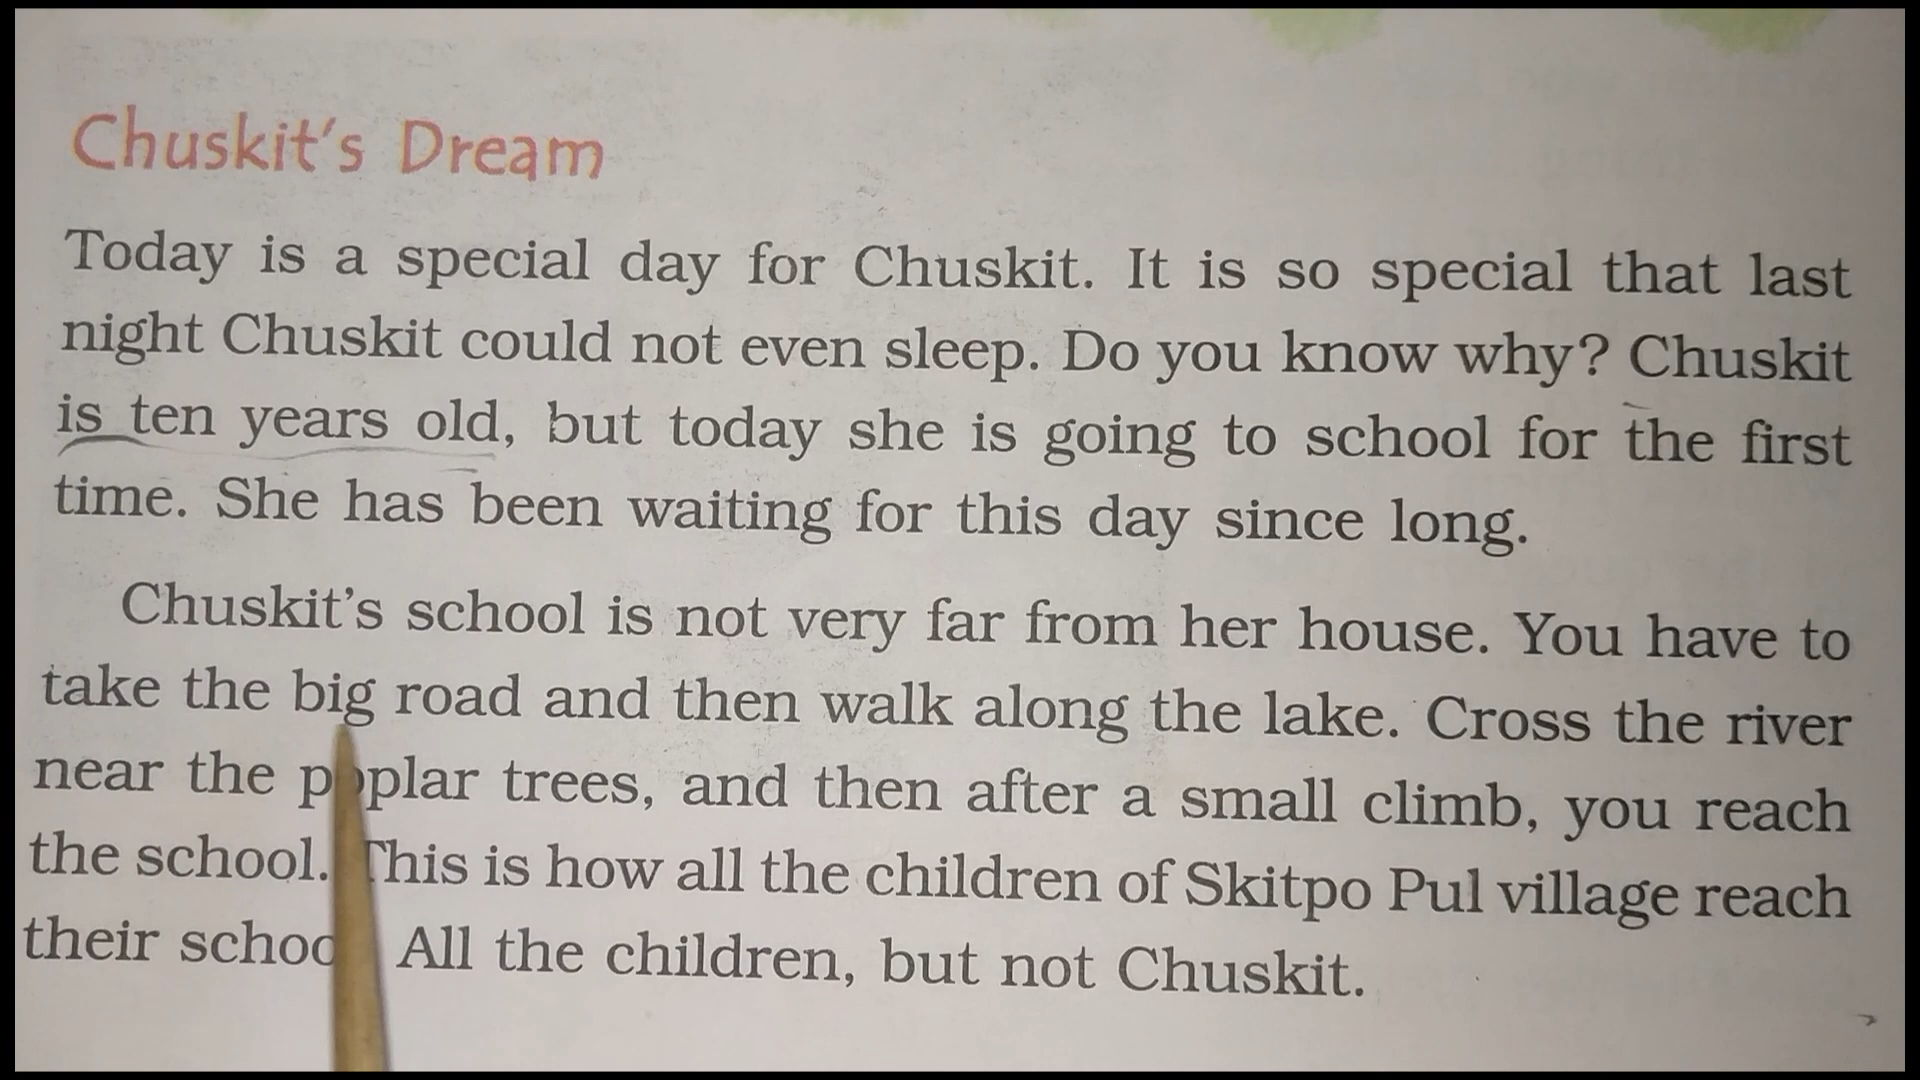 Chuskit's Dream
Today is a special day for Chuskit. It is so special that last
night Chuskit could not even sleep. Do you know why? Chuskit
is ten years old, but today she is going to school for the first
time. She has been waiting for this day since long.
Chuskit's school is not very far from her house. You have to
take the big road and then walk along the lake. Cross the river
near the poplar trees, and then after a small climb, you reach
the school. This is how all the children of Skitpo Pul village reach
their school. All the children, but not Chuskit.